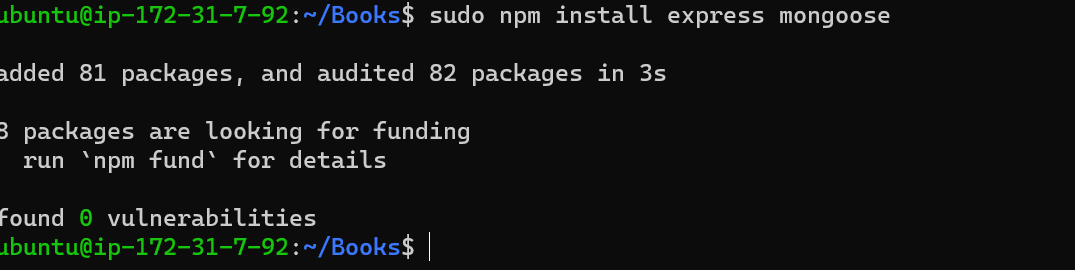 ubuntu@ip-172-31-7-92:~/Books$ sudo npm install express mongoose
added 81 packages, and audited 82 packages in 3s
8 packages are looking for funding
run `npm fund` for details
found 0 vulnerabilities
ubuntu@ip-172-31-7-92:~/Books$